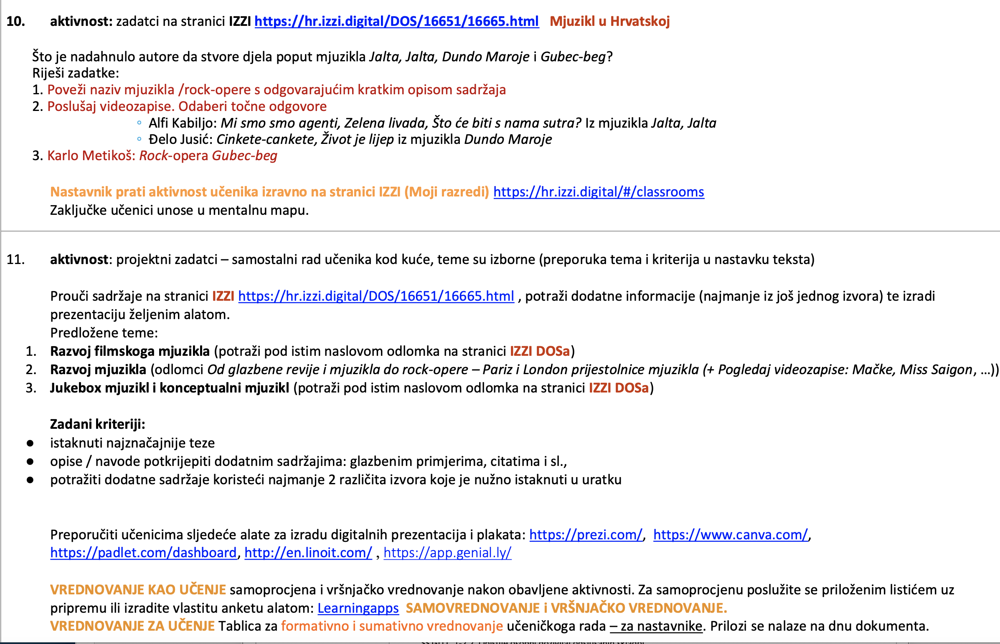 10. aktivnost: zadatci na stranici IZZI https://hr.izzi.digital/DOS/16651/16665.html Mjuzikl u Hrvatskoj
Što je nadahnulo autore da stvore djela poput mjuzikla Jalta, Jalta, Dundo Maroje i Gubec-beg?
Riješi zadatke:
1. Poveži naziv mjuzikla /rock-opere s odgovarajućim kratkim opisom sadržaja
2. Poslušaj videozapise. Odaberi točne odgovore
◦ Alfi Kabiljo: Mi smo smo agenti, Zelena livada, Što će biti s nama sutra? Iz mjuzikla Jalta, Jalta
◦ Đelo Jusić: Cinkete-cankete, Život je lijep iz mjuzikla Dundo Maroje
3. Karlo Metikoš: Rock-opera Gubec-beg
Nastavnik prati aktivnost učenika izravno na stranici IZZI (Moji razredi) https://hr.izzi.digital/#/classrooms
Zaključke učenici unose u mentalnu mapu.
11. aktivnost: projektni zadatci – samostalni rad učenika kod kuće, teme su izborne (preporuka tema i kriterija u nastavku teksta)
Prouči sadržaje na stranici IZZI https://hr.izzi.digital/DOS/16651/16665.html , potraži dodatne informacije (najmanje iz još jednog izvora) te izradi
prezentaciju željenim alatom.
Predložene teme:
1. Razvoj filmskoga mjuzikla (potraži pod istim naslovom odlomka na stranici IZZI DOSa)
2. Razvoj mjuzikla (odlomci Od glazbene revije i mjuzikla do rock-opere – Pariz i London prijestolnice mjuzikla (+ Pogledaj videozapise: Mačke, Miss Saigon, …))
3. Jukebox mjuzikl i konceptualni mjuzikl (potraži pod istim naslovom odlomka na stranici IZZI DOSa)
Zadani kriteriji:
● istaknuti najznačajnije teze
● opise / navode potkrijepiti dodatnim sadržajima: glazbenim primjerima, citatima i sl.,
● potražiti dodatne sadržaje koristeći najmanje 2 različita izvora koje je nužno istaknuti u uratku
Preporučiti učenicima sljedeće alate za izradu digitalnih prezentacija i plakata: https://prezi.com/, https://www.canva.com/,
https://padlet.com/dashboard, http://en.linoit.com/ , https://app.genial.ly/
VREDNOVANJE KAO UČENJE samoprocjena i vršnjačko vrednovanje nakon obavljene aktivnosti. Za samoprocjenu poslužite se priloženim listićem uz
pripremu ili izradite vlastitu anketu alatom: Learningapps SAMOVREDNOVANJE i VRŠNJAČKO VREDNOVANJE.
VREDNOVANJE ZA UČENJE Tablica za formativno i sumativno vrednovanje učeničkoga rada – za nastavnike. Prilozi se nalaze na dnu dokumenta.